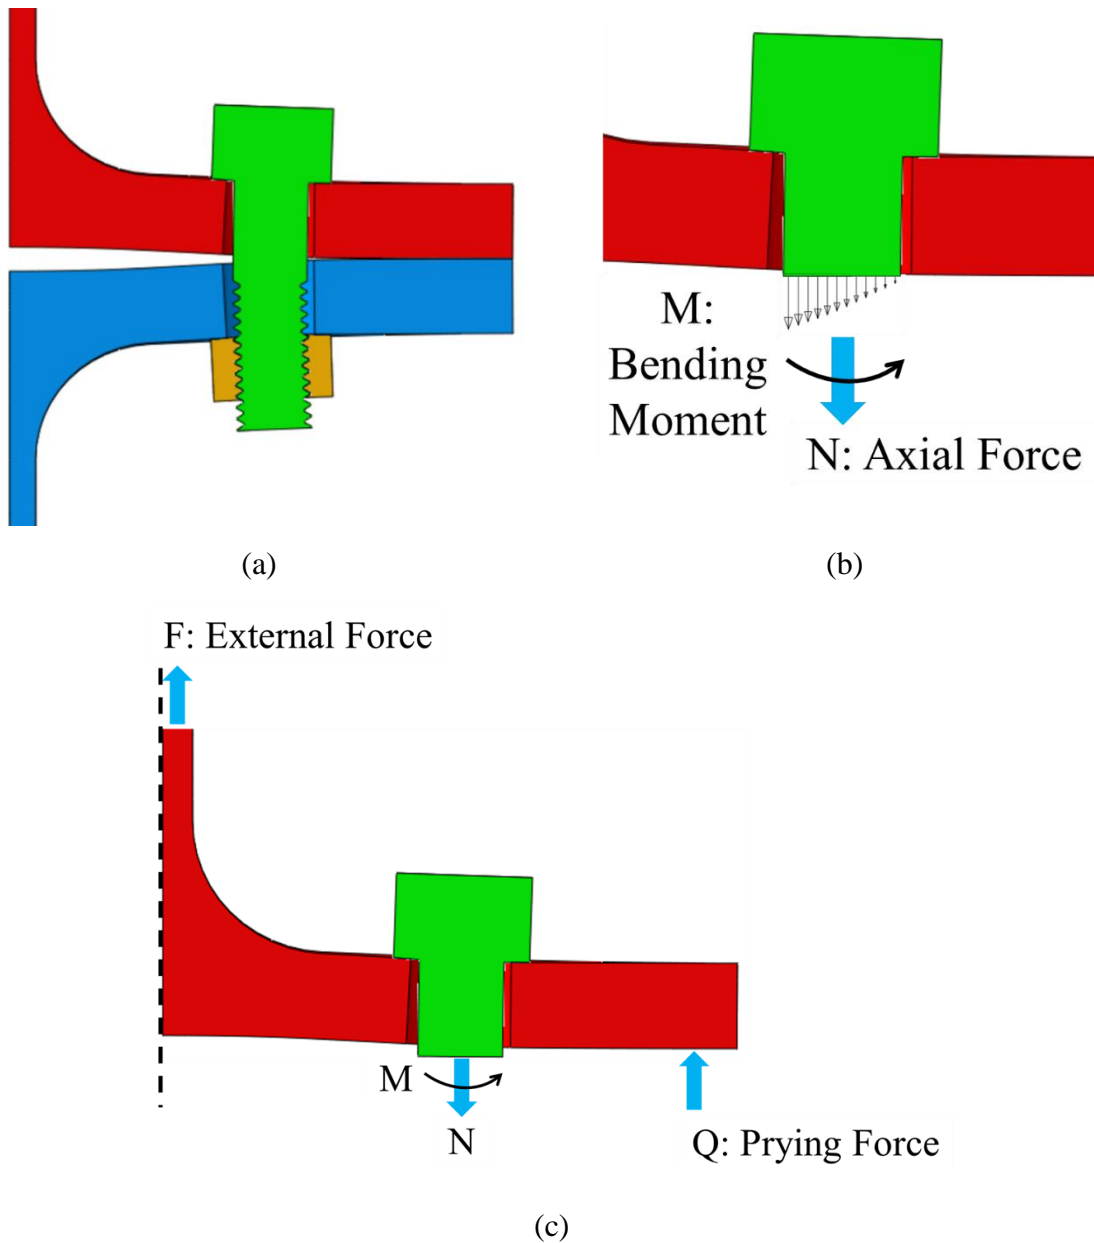 M:
Bending
Moment
N: Axial Force
(a)
(b)
F: External Force
M
N
Q: Prying Force
(c)